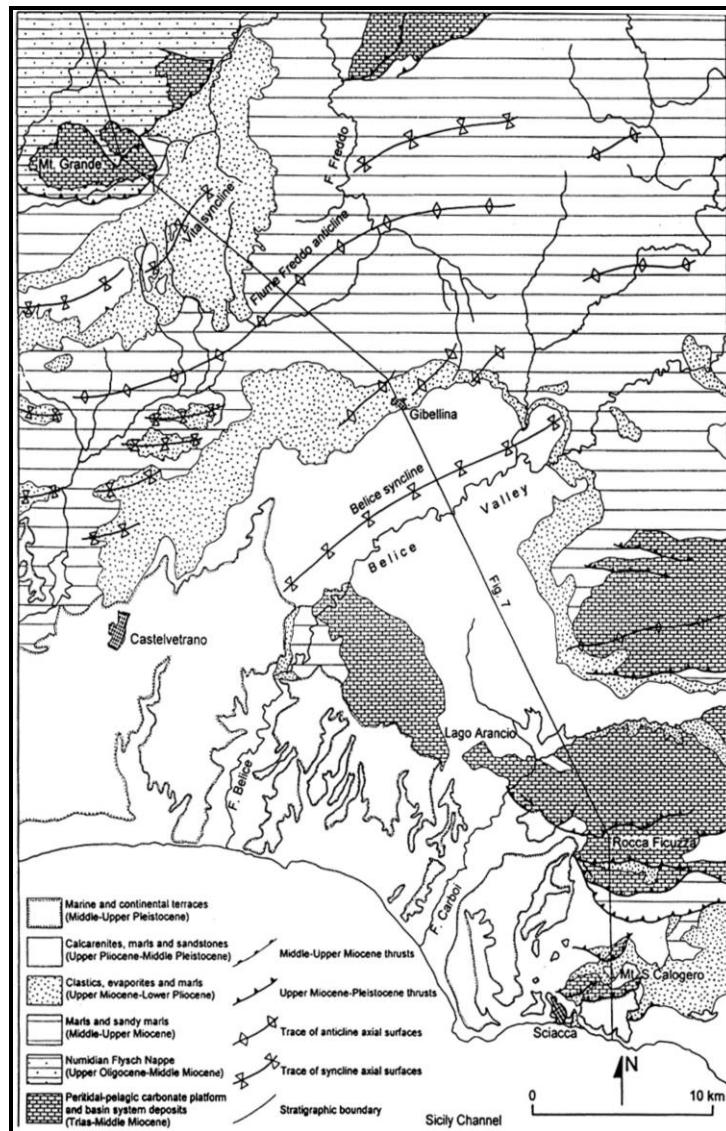 Mt. Grande
Vita syncline
F. Freddo
Fiume Freddo anticline
Gibellina
Belice syncline
Belice Valley
Fig. 7
Castelvetrano
Lago Arancio
F. Belice
Rocca Ficuzza
F. Carboi
Mt. S. Calogero
Sciacca
Marine and continental terraces
(Middle-Upper Pleistocene)
Calcarenites, marls and sandstones
(Upper Pliocene-Middle Pleistocene)
Clastics, evaporites and marls
(Upper Miocene-Lower Pliocene)
Marls and sandy marls
(Middle-Upper Miocene)
Numidian Flysch Nappe
(Upper Oligocene-Middle Miocene)
Peritidal-pelagic carbonate platform
and basin system deposits
(Trias-Middle Miocene)
Middle-Upper Miocene thrusts
Upper Miocene-Pleistocene thrusts
Trace of anticline axial surfaces
Trace of syncline axial surfaces
Stratigraphic boundary
Sicily Channel
N
0 10 km